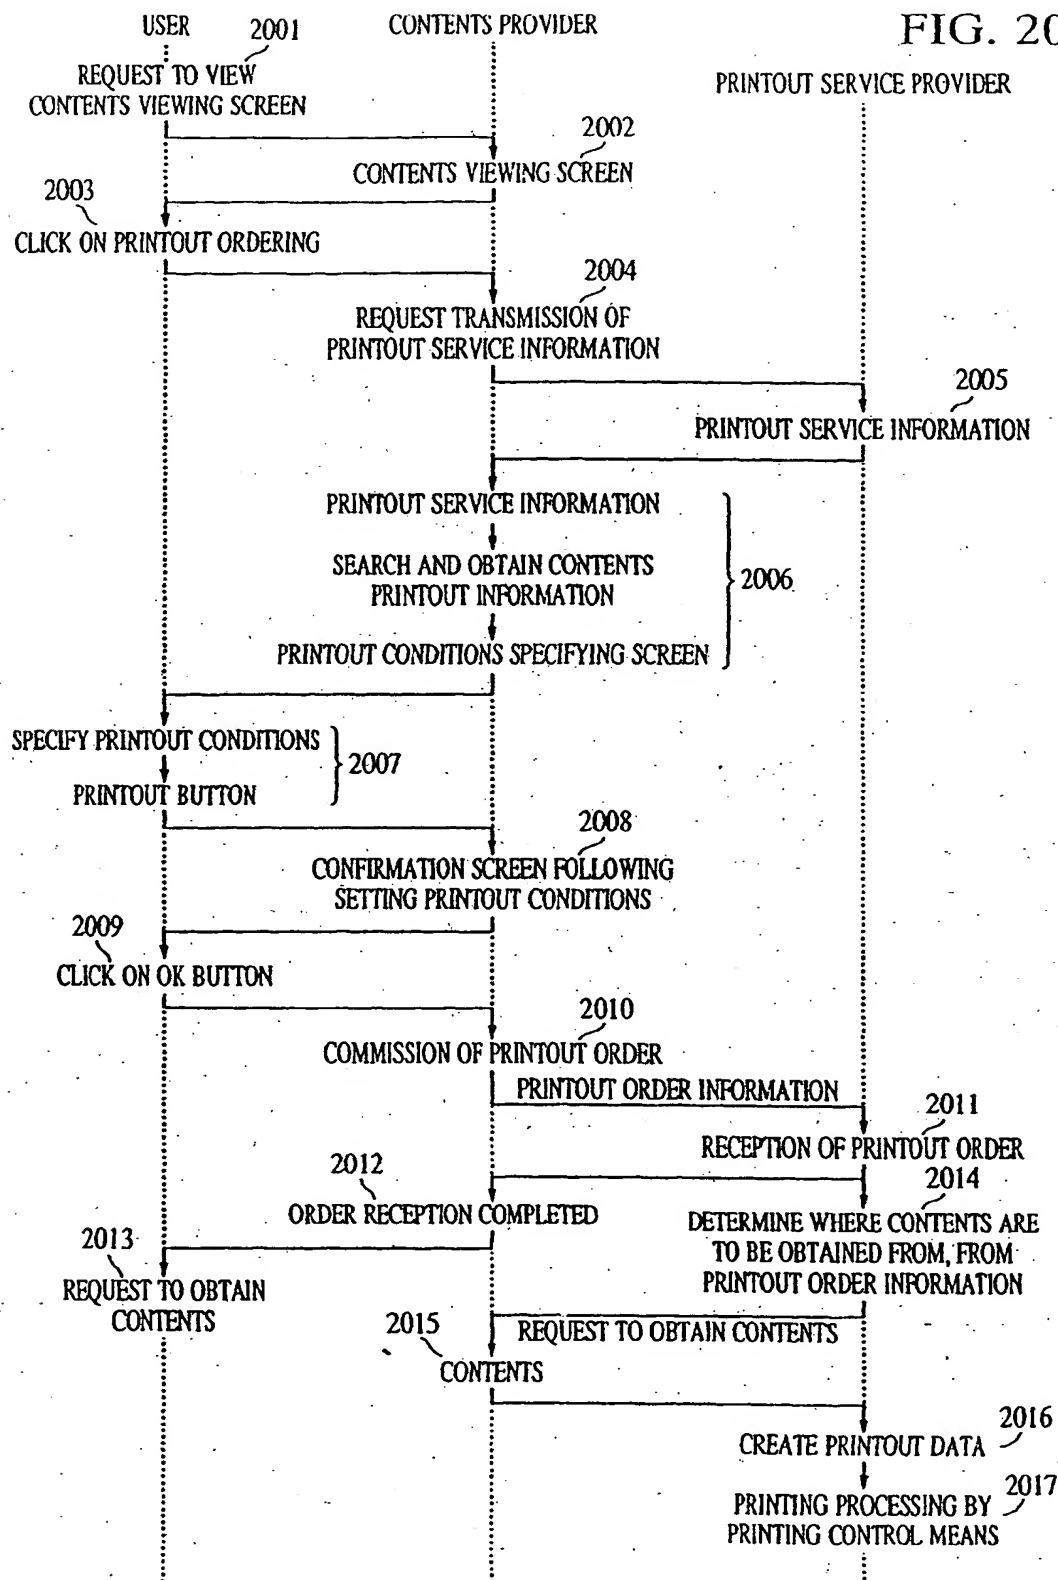 FIG. 20
USER
CONTENTS PROVIDER
PRINTOUT SERVICE PROVIDER
2001
REQUEST TO VIEW
CONTENTS VIEWING SCREEN
2002
CONTENTS VIEWING SCREEN
2003
CLICK ON PRINTOUT ORDERING
2004
REQUEST TRANSMISSION OF
PRINTOUT SERVICE INFORMATION
2005
PRINTOUT SERVICE INFORMATION
PRINTOUT SERVICE INFORMATION
SEARCH AND OBTAIN CONTENTS
PRINTOUT INFORMATION
2006
PRINTOUT CONDITIONS SPECIFYING SCREEN
SPECIFY PRINTOUT CONDITIONS
2007
PRINTOUT BUTTON
2008
CONFIRMATION SCREEN FOLLOWING
SETTING PRINTOUT CONDITIONS
2009
CLICK ON OK BUTTON
2010
COMMISSION OF PRINTOUT ORDER
PRINTOUT ORDER INFORMATION
2011
RECEPTION OF PRINTOUT ORDER
2012
ORDER RECEPTION COMPLETED
2014
DETERMINE WHERE CONTENTS ARE
TO BE OBTAINED FROM, FROM
PRINTOUT ORDER INFORMATION
2013
REQUEST TO OBTAIN
CONTENTS
REQUEST TO OBTAIN CONTENTS
2015
CONTENTS
2016
CREATE PRINTOUT DATA
2017
PRINTING PROCESSING BY
PRINTING CONTROL MEANS